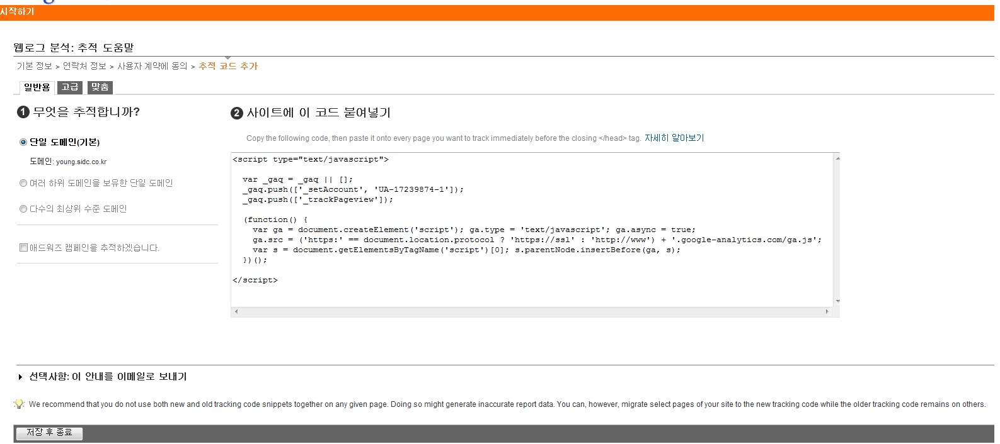 시작하기
웹로그 분석: 추적 도움말
기본 정보 > 연락처 정보 > 사용자 계약에 동의 > 추적 코드 추가
일반용 고급 맞춤
1 무엇을 추적합니까?
단일 도메인(기본)
도메인: young.sidc.co.kr
여러 하위 도메인을 보유한 단일 도메인
다수의 최상위 수준 도메인
애드워즈 캠페인을 추적하겠습니다.
2 사이트에 이 코드 붙여넣기
Copy the following code, then paste it onto every page you want to track immediately before the closing </head> tag. 자세히 알아보기
<script type="text/javascript">
var _gaq = _gaq || [];
_gaq.push(['_setAccount', 'UA-17239874-1']);
_gaq.push(['_trackPageview']);
(function() {
var ga = document.createElement('script'); ga.type = 'text/javascript'; ga.async = true;
ga.src = ('https:' == document.location.protocol ? 'https://ssl' : 'http://www') + '.google-analytics.com/ga.js';
var s = document.getElementsByTagName('script')[0]; s.parentNode.insertBefore(ga, s);
})();
</script>
선택사항: 이 안내를 이메일로 보내기
We recommend that you do not use both new and old tracking code snippets together on any given page. Doing so might generate inaccurate report data. You can, however, migrate select pages of your site to the new tracking code while the older tracking code remains on others.
저장 후 종료